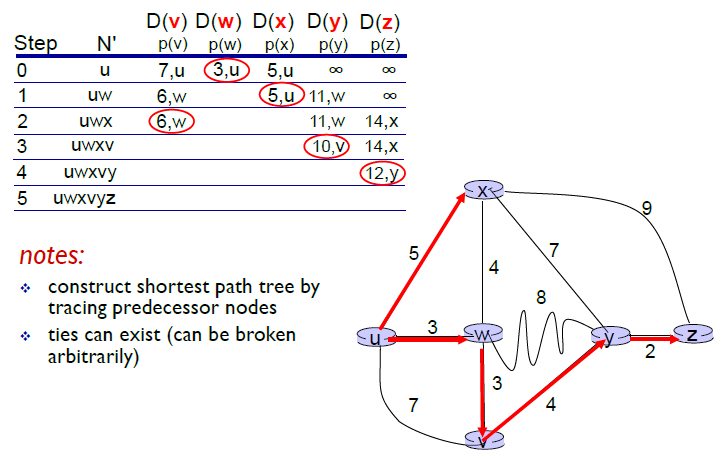 D(v) D(w) D(x) D(y) D(z)
Step N' p(v) p(w) p(x) p(y) p(z)
0 u 7,u 3,u 5,u ∞ ∞
1 uw 6,w 5,u 11,w ∞
2 uwx 6,w 11,w 14,x
3 uwxv 10,v 14,x
4 uwxvy 12,y
5 uwxvyz
notes:
❖ construct shortest path tree by
tracing predecessor nodes
❖ ties can exist (can be broken
arbitrarily)
x
9
5
7
4
8
3
u
w
y
z
2
3
7
4
v